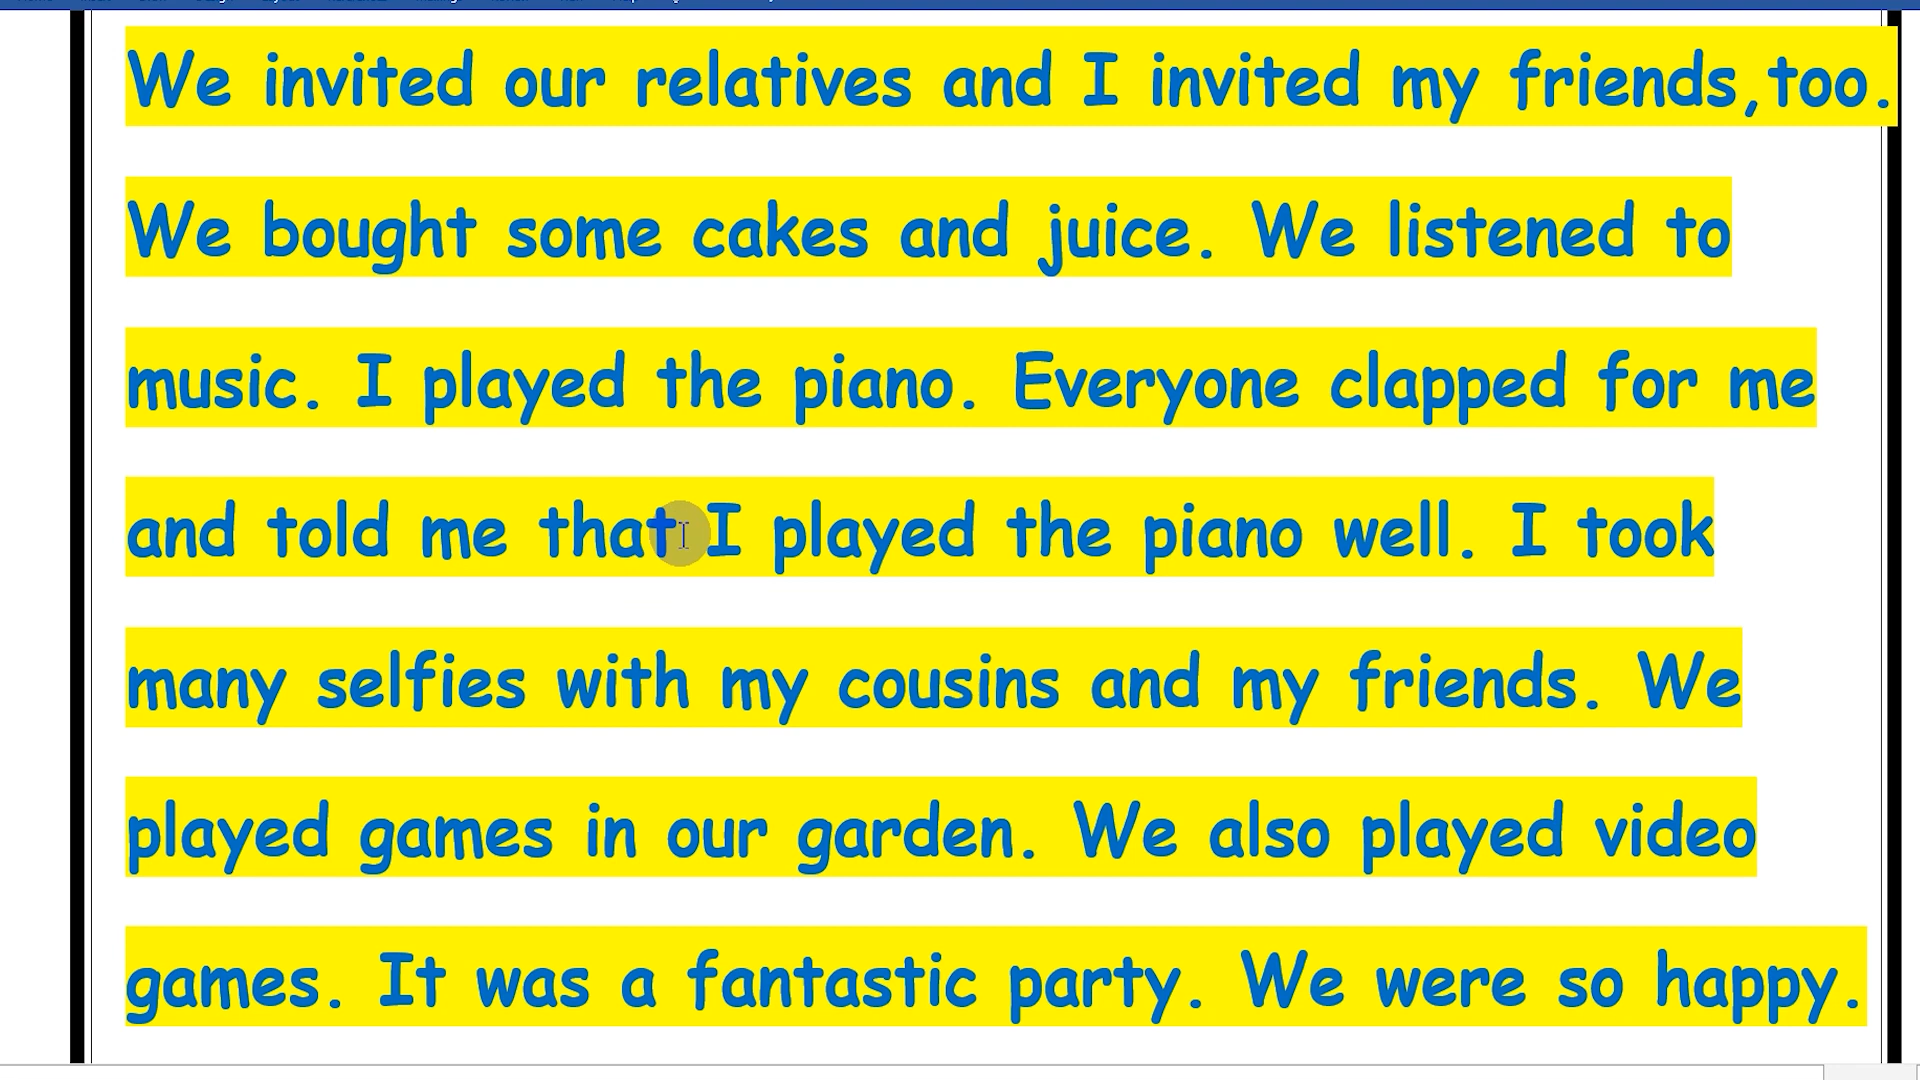 We invited our relatives and I invited my friends,too.
We bought some cakes and juice. We listened to
music. I played the piano. Everyone clapped for me
and told me that I played the piano well. I took
many selfies with my cousins and my friends. We
played games in our garden. We also played video
games. It was a fantastic party. We were so happy.